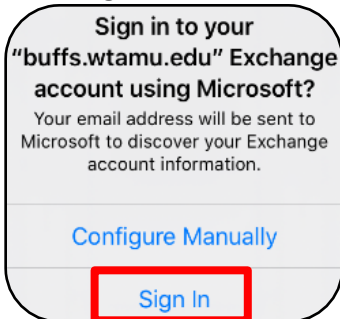 Sign in to your
"buffs.wtamu.edu" Exchange
account using Microsoft?
Your email address will be sent to
Microsoft to discover your Exchange
account information.
Configure Manually
Sign In